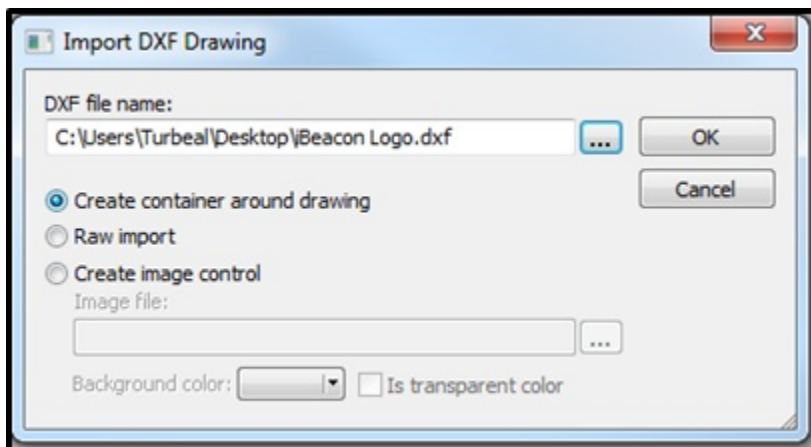 Import DXF Drawing
DXF file name:
C:\Users\Turbeal\Desktop\iBeacon Logo.dxf
...
OK
Create container around drawing
Cancel
Raw import
Create image control
Image file:
...
Background color:
Is transparent color